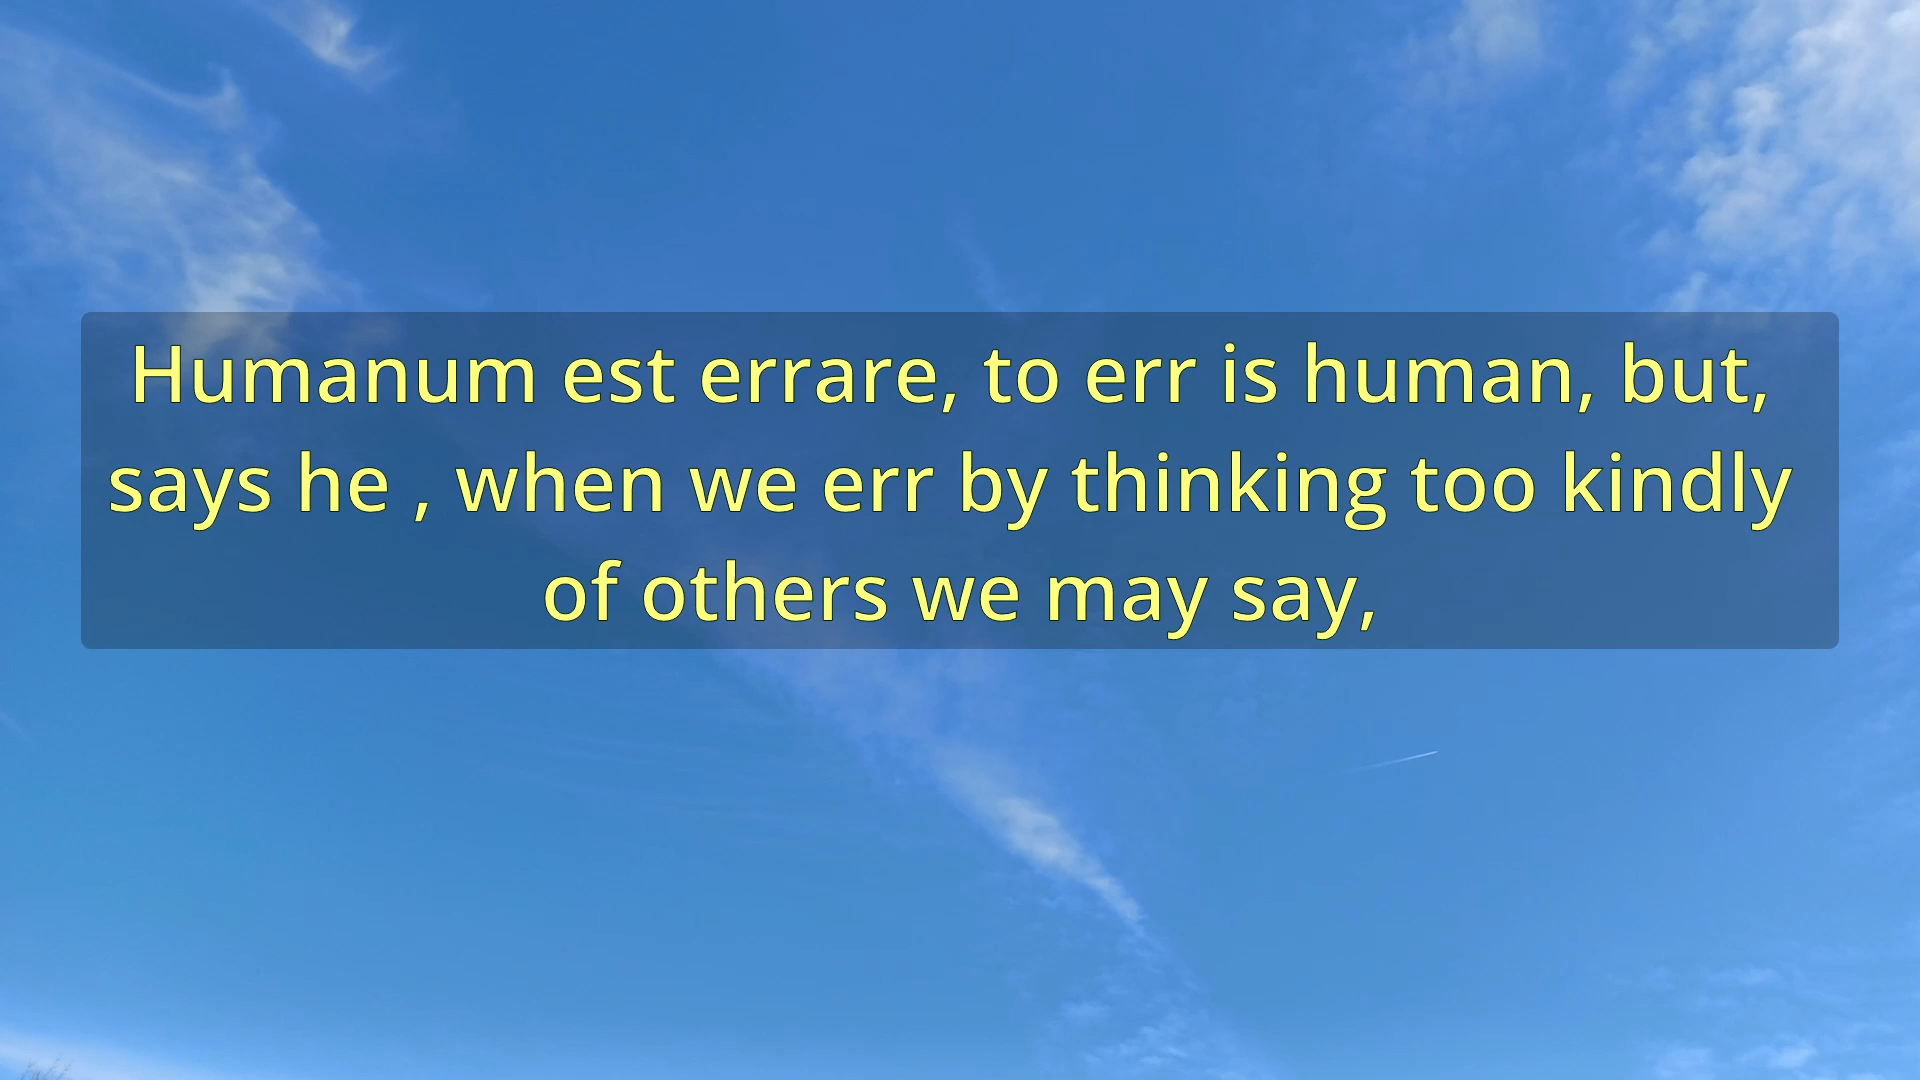 Humanum est errare, to err is human, but,
says he , when we err by thinking too kindly
of others we may say,